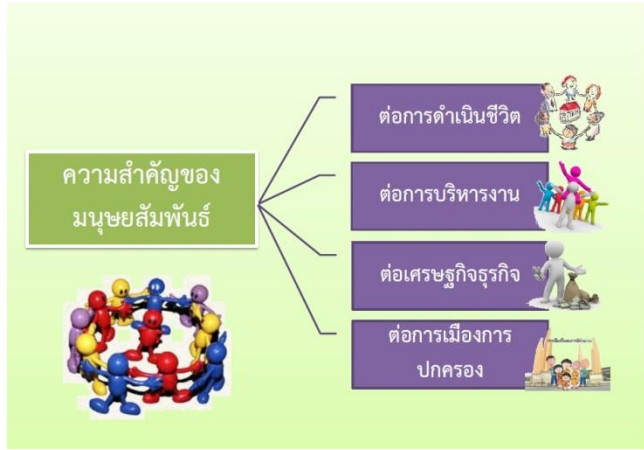 ความสำคัญของ
มนุษยสัมพันธ์
ต่อการดำเนินชีวิต
ต่อการบริหารงาน
ต่อเศรษฐกิจธุรกิจ
ต่อการเมืองการ
ปกครอง